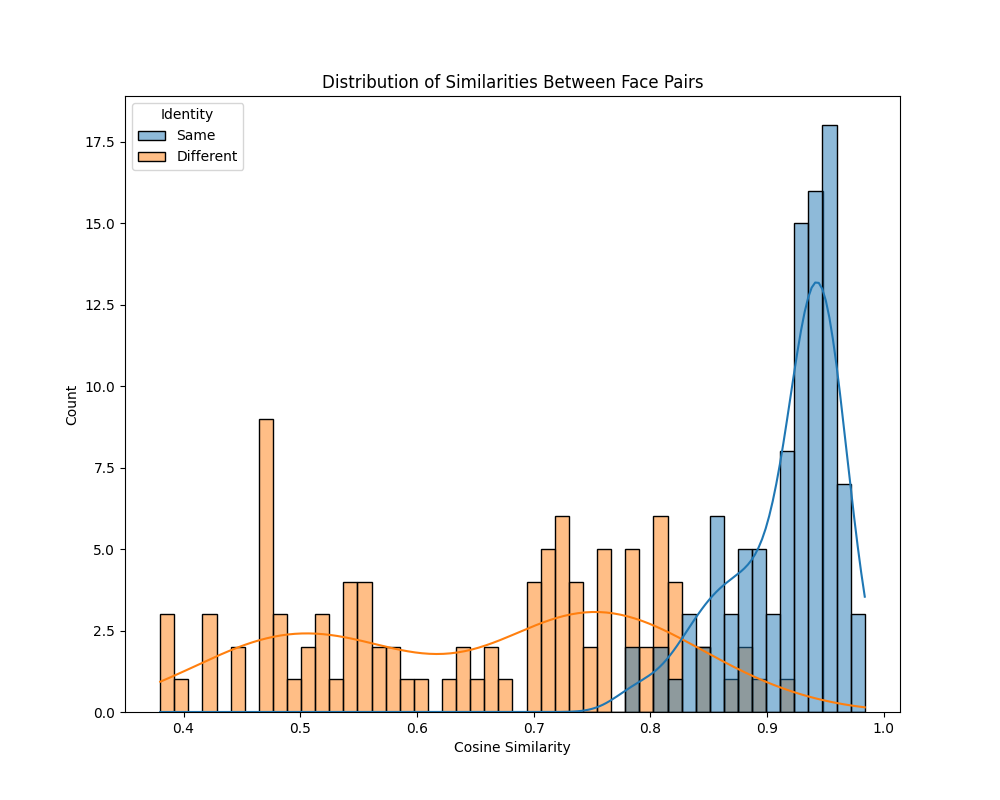 Distribution of Similarities Between Face Pairs
Identity
Same
Different
17.5
15.0
12.5
10.0
7.5
5.0
2.5
0.0
Count
0.4
0.5
0.6
0.7
0.8
0.9
1.0
Cosine Similarity